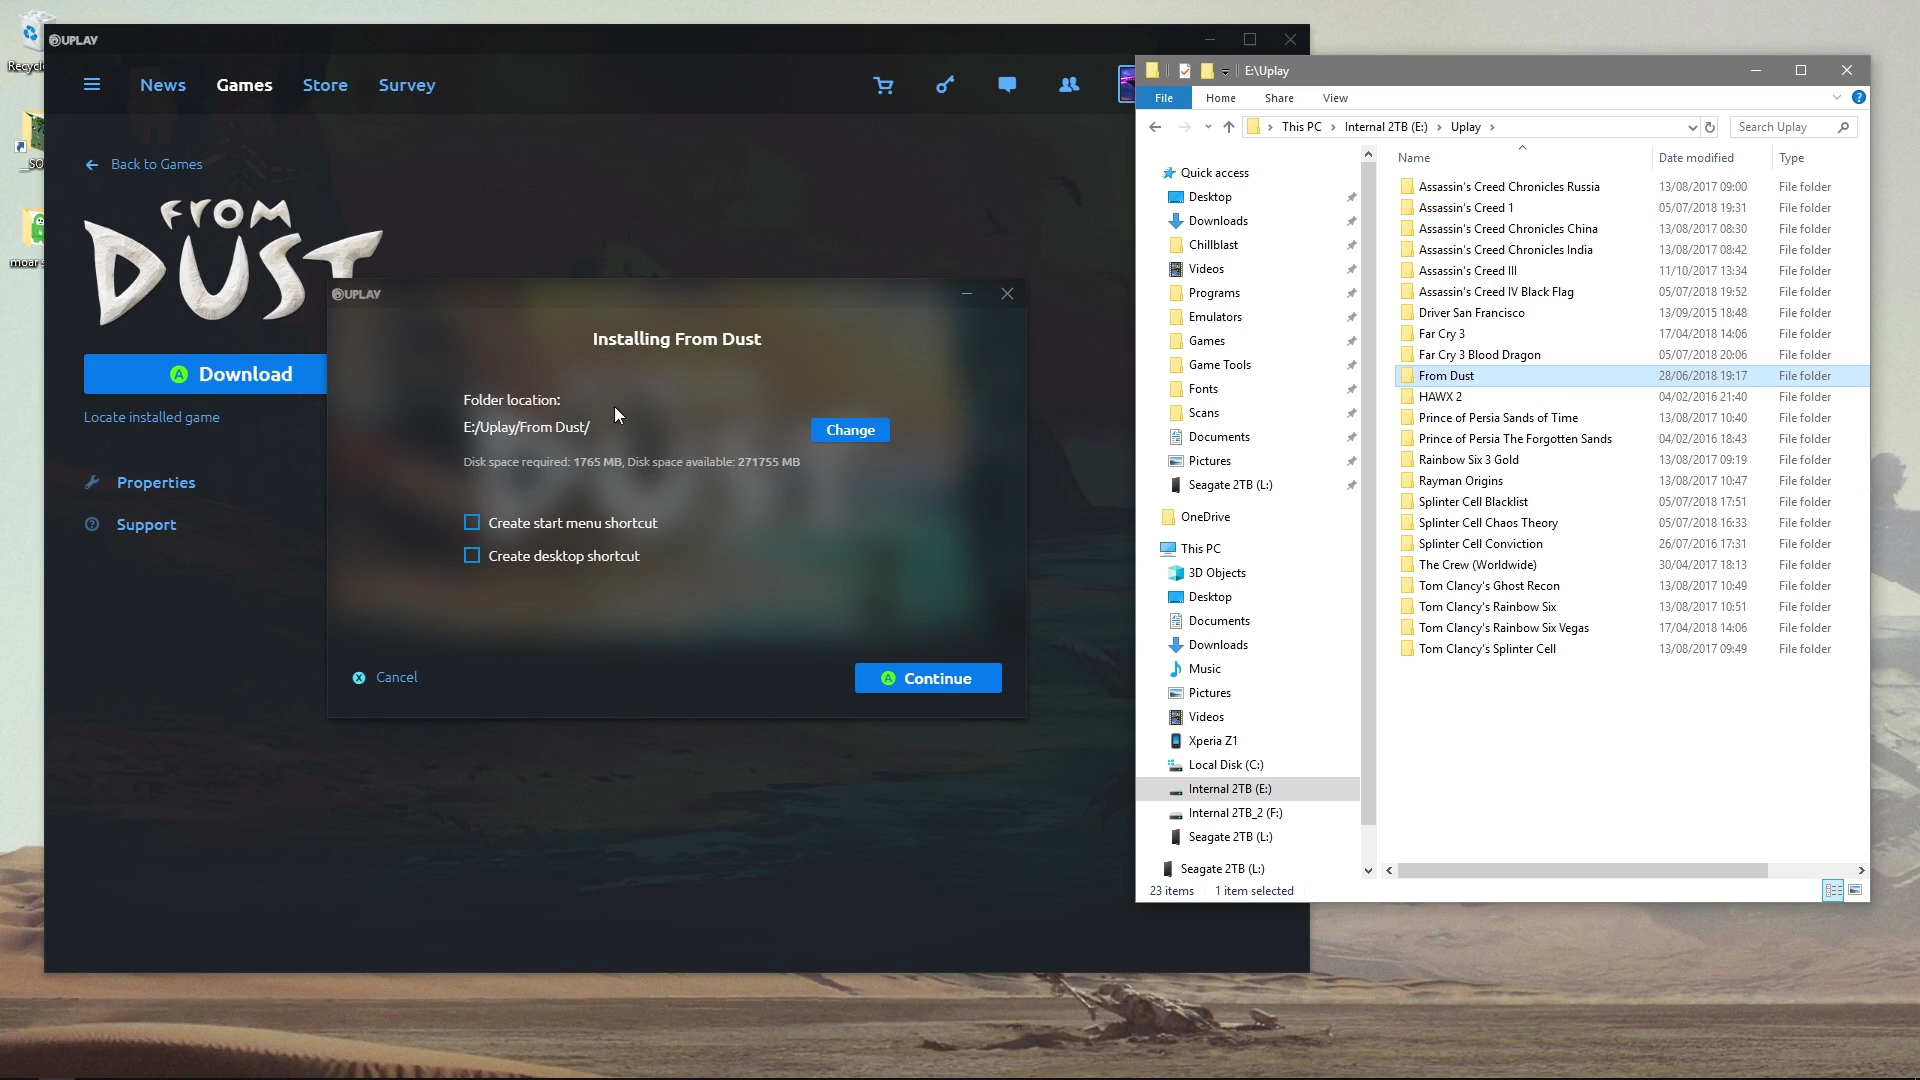 Recycle
UPLAY
News
Games
Store
Survey
Back to Games
FROM
DUST
A Download
Locate installed game
Properties
Support
UPLAY
Installing From Dust
Folder location:
E:/Uplay/From Dust/
Change
Disk space required: 1765 MB, Disk space available: 271755 MB
Create start menu shortcut
Create desktop shortcut
X Cancel
A Continue
E:\Uplay
File
Home
Share
View
This PC
Internal 2TB (E:)
Uplay
Search Uplay
Quick access
Desktop
Downloads
Chillblast
Videos
Programs
Emulators
Games
Game Tools
Fonts
Scans
Documents
Pictures
Seagate 2TB (L:)
OneDrive
This PC
3D Objects
Desktop
Documents
Downloads
Music
Pictures
Videos
Xperia Z1
Local Disk (C:)
Internal 2TB (E:)
Internal 2TB_2 (F:)
Seagate 2TB (L:)
Seagate 2TB (L:)
Name Date modified Type
Assassin's Creed Chronicles Russia 13/08/2017 09:00 File folder
Assassin's Creed 1 05/07/2018 19:31 File folder
Assassin's Creed Chronicles China 13/08/2017 08:30 File folder
Assassin's Creed Chronicles India 13/08/2017 08:42 File folder
Assassin's Creed III 11/10/2017 13:34 File folder
Assassin's Creed IV Black Flag 05/07/2018 19:52 File folder
Driver San Francisco 13/09/2015 18:48 File folder
Far Cry 3 17/04/2018 14:06 File folder
Far Cry 3 Blood Dragon 05/07/2018 20:06 File folder
From Dust 28/06/2018 19:17 File folder
HAWX 2 04/02/2016 21:40 File folder
Prince of Persia Sands of Time 13/08/2017 10:40 File folder
Prince of Persia The Forgotten Sands 04/02/2016 18:43 File folder
Rainbow Six 3 Gold 13/08/2017 09:19 File folder
Rayman Origins 13/08/2017 10:47 File folder
Splinter Cell Blacklist 05/07/2018 17:51 File folder
Splinter Cell Chaos Theory 05/07/2018 16:33 File folder
Splinter Cell Conviction 26/07/2016 17:31 File folder
The Crew (Worldwide) 30/04/2017 18:13 File folder
Tom Clancy's Ghost Recon 13/08/2017 10:49 File folder
Tom Clancy's Rainbow Six 13/08/2017 10:51 File folder
Tom Clancy's Rainbow Six Vegas 17/04/2018 14:06 File folder
Tom Clancy's Splinter Cell 13/08/2017 09:49 File folder
23 items
1 item selected